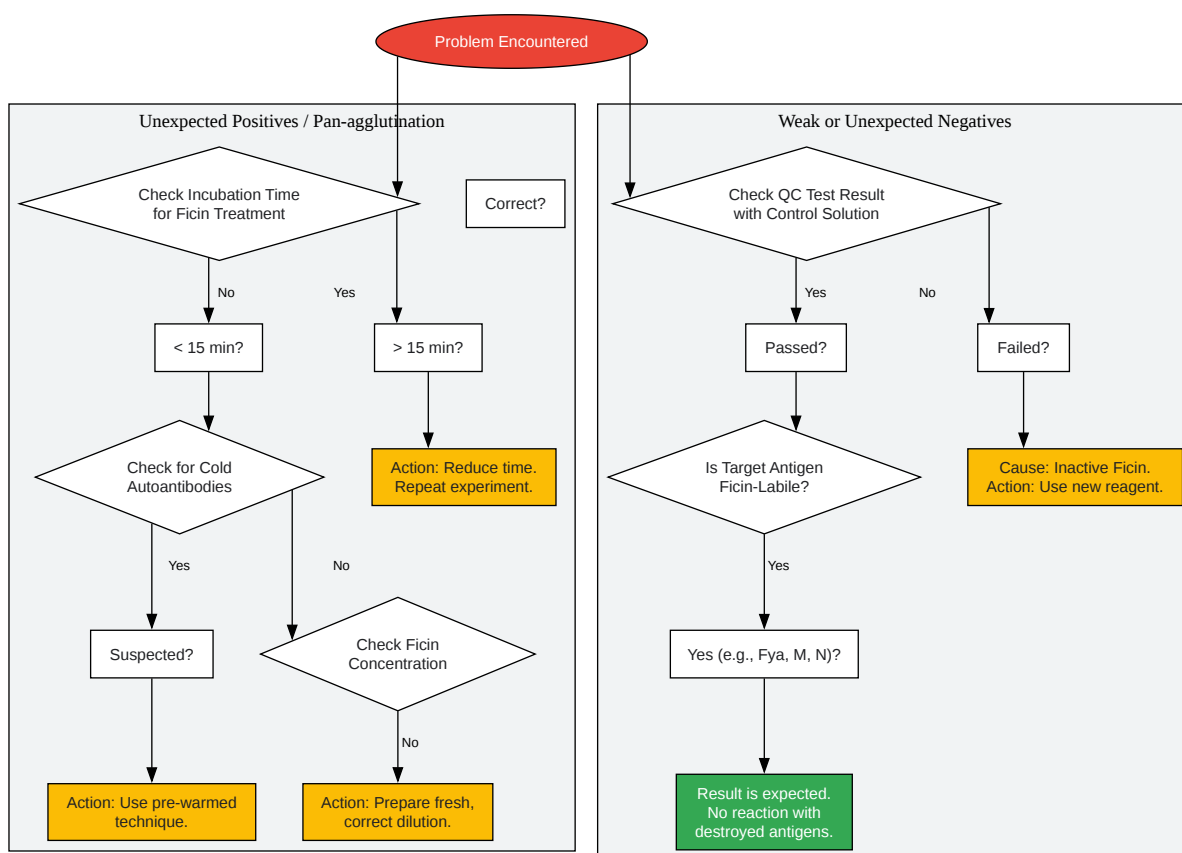 Problem Encountered
Unexpected Positives / Pan-agglutination
Check Incubation Time
for Ficin Treatment
Correct?
No
Yes
< 15 min?
> 15 min?
Check for Cold
Autoantibodies
Action: Reduce time.
Repeat experiment.
Yes
No
Suspected?
Check Ficin
Concentration
No
Action: Use pre-warmed
technique.
Action: Prepare fresh,
correct dilution.
Weak or Unexpected Negatives
Check QC Test Result
with Control Solution
Yes
No
Passed?
Failed?
Is Target Antigen
Ficin-Labile?
Cause: Inactive Ficin.
Action: Use new reagent.
Yes
Yes (e.g., Fya, M, N)?
Result is expected.
No reaction with
destroyed antigens.